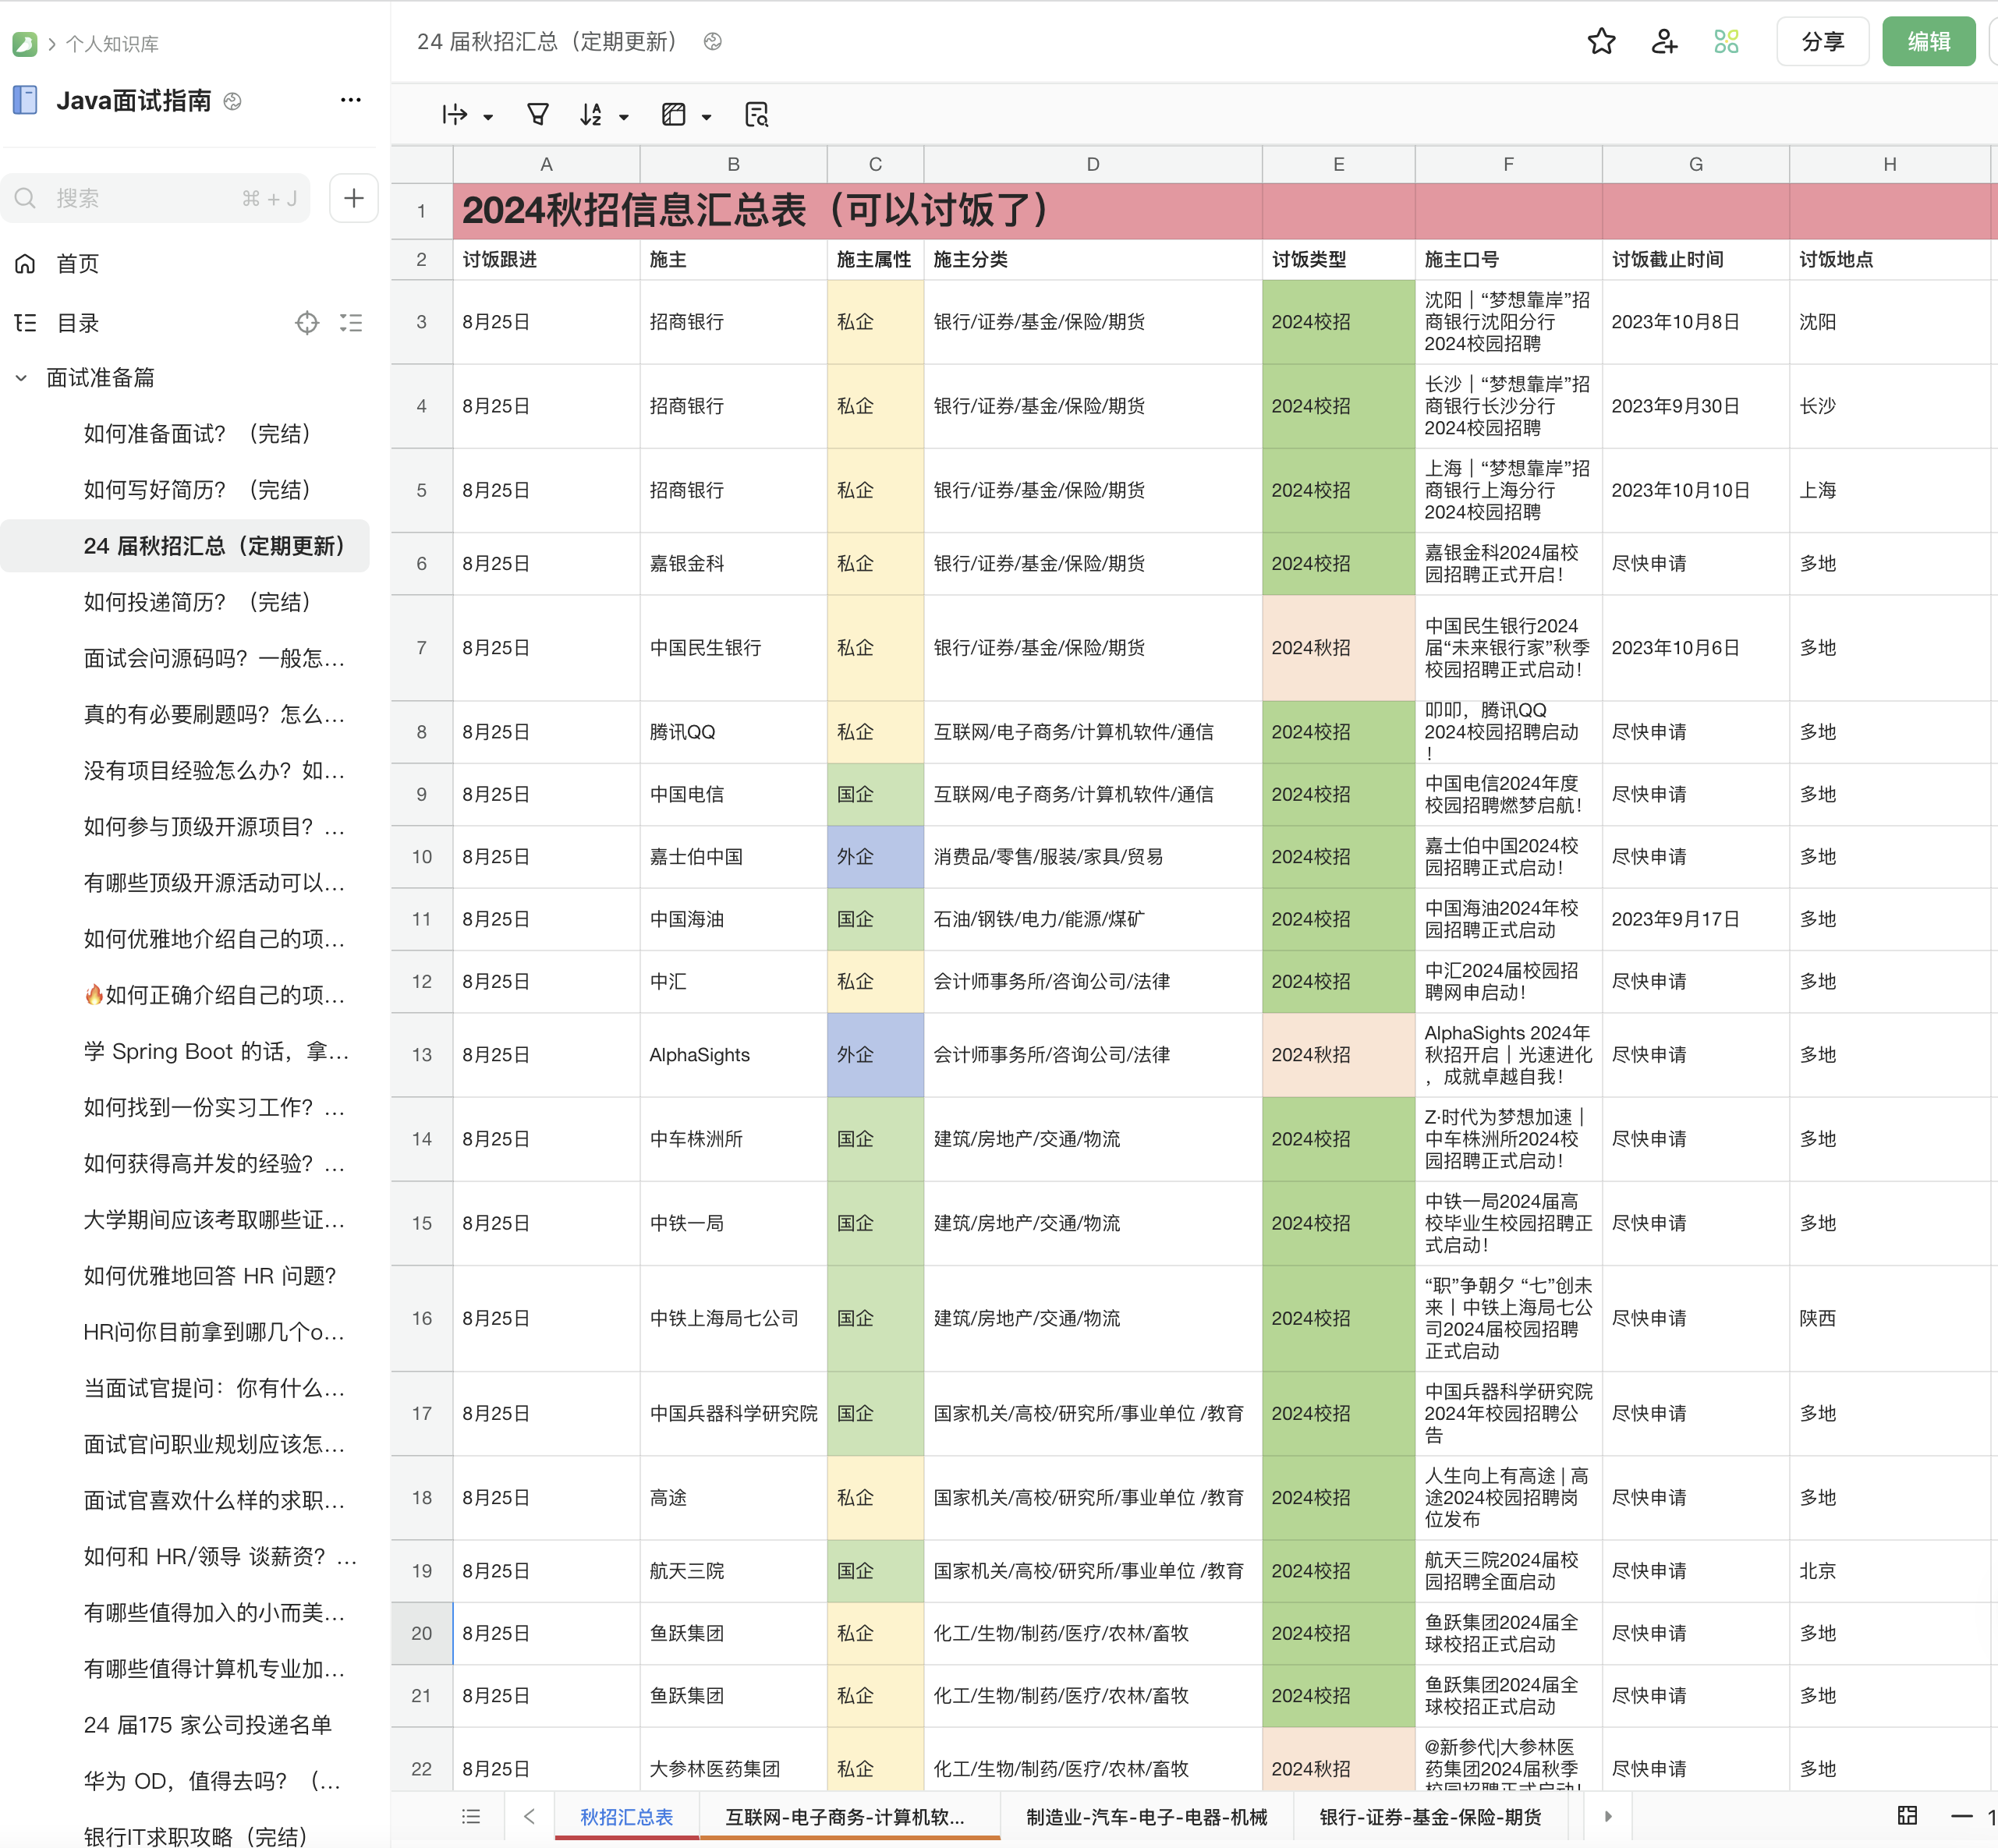 个人知识库
Java面试指南
搜索 ⌘ + J
首页
目录
面试准备篇
如何准备面试？（完结）
如何写好简历？（完结）
24 届秋招汇总（定期更新）
如何投递简历？（完结）
面试会问源码吗？一般怎...
真的有必要刷题吗？怎么...
没有项目经验怎么办？如...
如何参与顶级开源项目？...
有哪些顶级开源活动可以...
如何优雅地介绍自己的项...
🔥如何正确介绍自己的项...
学 Spring Boot 的话，拿...
如何找到一份实习工作？...
如何获得高并发的经验？...
大学期间应该考取哪些证...
如何优雅地回答 HR 问题？
HR问你目前拿到哪几个o...
当面试官提问：你有什么...
面试官问职业规划应该怎...
面试官喜欢什么样的求职...
如何和 HR/领导 谈薪资？...
有哪些值得加入的小而美...
有哪些值得计算机专业加...
24 届175 家公司投递名单
华为 OD，值得去吗？（...
银行IT求职攻略（完结）
24 届秋招汇总（定期更新）
分享
编辑
A B C D E F G H
1 2024秋招信息汇总表（可以讨饭了）
2 讨饭跟进 施主 施主属性 施主分类 讨饭类型 施主口号 讨饭截止时间 讨饭地点
3 8月25日 招商银行 私企 银行/证券/基金/保险/期货 2024校招 沈阳｜“梦想靠岸”招
商银行沈阳分行
2024校园招聘 2023年10月8日 沈阳
4 8月25日 招商银行 私企 银行/证券/基金/保险/期货 2024校招 长沙｜“梦想靠岸”招
商银行长沙分行
2024校园招聘 2023年9月30日 长沙
5 8月25日 招商银行 私企 银行/证券/基金/保险/期货 2024校招 上海｜“梦想靠岸”招
商银行上海分行
2024校园招聘 2023年10月10日 上海
6 8月25日 嘉银金科 私企 银行/证券/基金/保险/期货 2024校招 嘉银金科2024届校
园招聘正式开启！ 尽快申请 多地
7 8月25日 中国民生银行 私企 银行/证券/基金/保险/期货 2024秋招 中国民生银行2024
届“未来银行家”秋季
校园招聘正式启动！ 2023年10月6日 多地
8 8月25日 腾讯QQ 私企 互联网/电子商务/计算机软件/通信 2024校招 叩叩，腾讯QQ
2024校园招聘启动
！ 尽快申请 多地
9 8月25日 中国电信 国企 互联网/电子商务/计算机软件/通信 2024校招 中国电信2024年度
校园招聘燃梦启航！ 尽快申请 多地
10 8月25日 嘉士伯中国 外企 消费品/零售/服装/家具/贸易 2024校招 嘉士伯中国2024校
园招聘正式启动！ 尽快申请 多地
11 8月25日 中国海油 国企 石油/钢铁/电力/能源/煤矿 2024校招 中国海油2024年校
园招聘正式启动 2023年9月17日 多地
12 8月25日 中汇 私企 会计师事务所/咨询公司/法律 2024校招 中汇2024届校园招
聘网申启动！ 尽快申请 多地
13 8月25日 AlphaSights 外企 会计师事务所/咨询公司/法律 2024秋招 AlphaSights 2024年
秋招开启｜光速进化
，成就卓越自我！ 尽快申请 多地
14 8月25日 中车株洲所 国企 建筑/房地产/交通/物流 2024校招 Z·时代为梦想加速｜
中车株洲所2024校
园招聘正式启动！ 尽快申请 多地
15 8月25日 中铁一局 国企 建筑/房地产/交通/物流 2024校招 中铁一局2024届高
校毕业生校园招聘正
式启动！ 尽快申请 多地
16 8月25日 中铁上海局七公司 国企 建筑/房地产/交通/物流 2024校招 “职”争朝夕 “七”创未
来丨中铁上海局七公
司2024届校园招聘
正式启动 尽快申请 陕西
17 8月25日 中国兵器科学研究院 国企 国家机关/高校/研究所/事业单位 /教育 2024校招 中国兵器科学研究院
2024年校园招聘公
告 尽快申请 多地
18 8月25日 高途 私企 国家机关/高校/研究所/事业单位 /教育 2024校招 人生向上有高途 | 高
途2024校园招聘岗
位发布 尽快申请 多地
19 8月25日 航天三院 国企 国家机关/高校/研究所/事业单位 /教育 2024校招 航天三院2024届校
园招聘全面启动 尽快申请 北京
20 8月25日 鱼跃集团 私企 化工/生物/制药/医疗/农林/畜牧 2024校招 鱼跃集团2024届全
球校招正式启动 尽快申请 多地
21 8月25日 鱼跃集团 私企 化工/生物/制药/医疗/农林/畜牧 2024校招 鱼跃集团2024届全
球校招正式启动 尽快申请 多地
22 8月25日 大参林医药集团 私企 化工/生物/制药/医疗/农林/畜牧 2024秋招 @新参代|大参林医
药集团2024届秋季
校园招聘正式启动！ 尽快申请 多地
秋招汇总表 互联网-电子商务-计算机软... 制造业-汽车-电子-电器-机械 银行-证券-基金-保险-期货 1